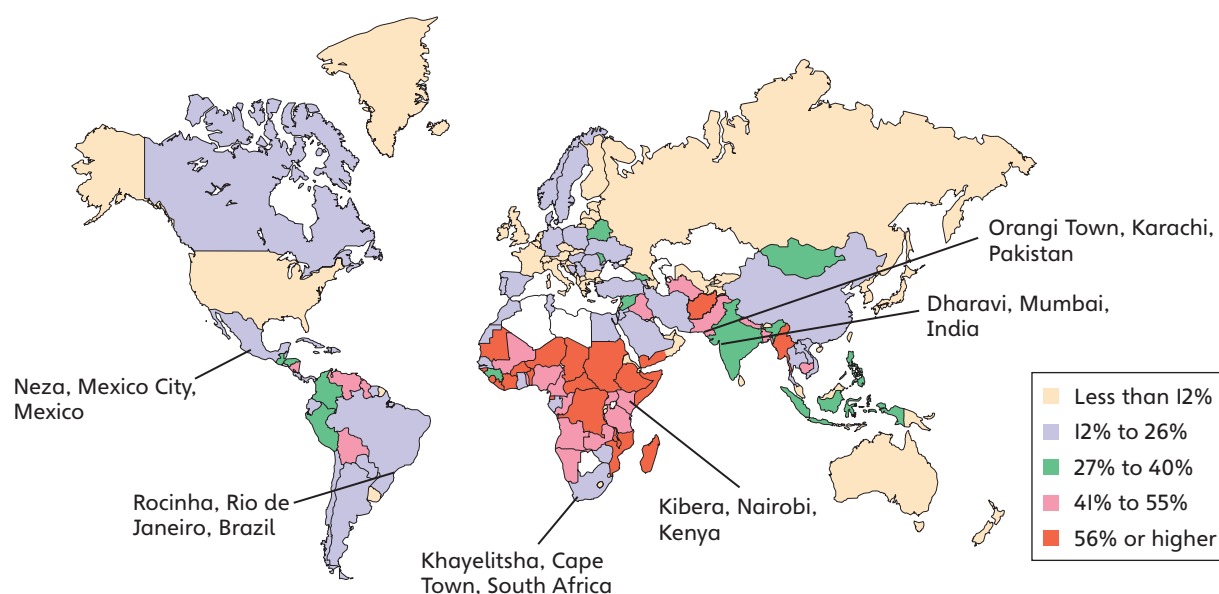 Orangi Town, Karachi,
Pakistan
Dharavi, Mumbai,
India
Neza, Mexico City,
Mexico
Rocinha, Rio de
Janeiro, Brazil
Khayelitsha, Cape
Town, South Africa
Kibera, Nairobi,
Kenya
Less than 12%
12% to 26%
27% to 40%
41% to 55%
56% or higher